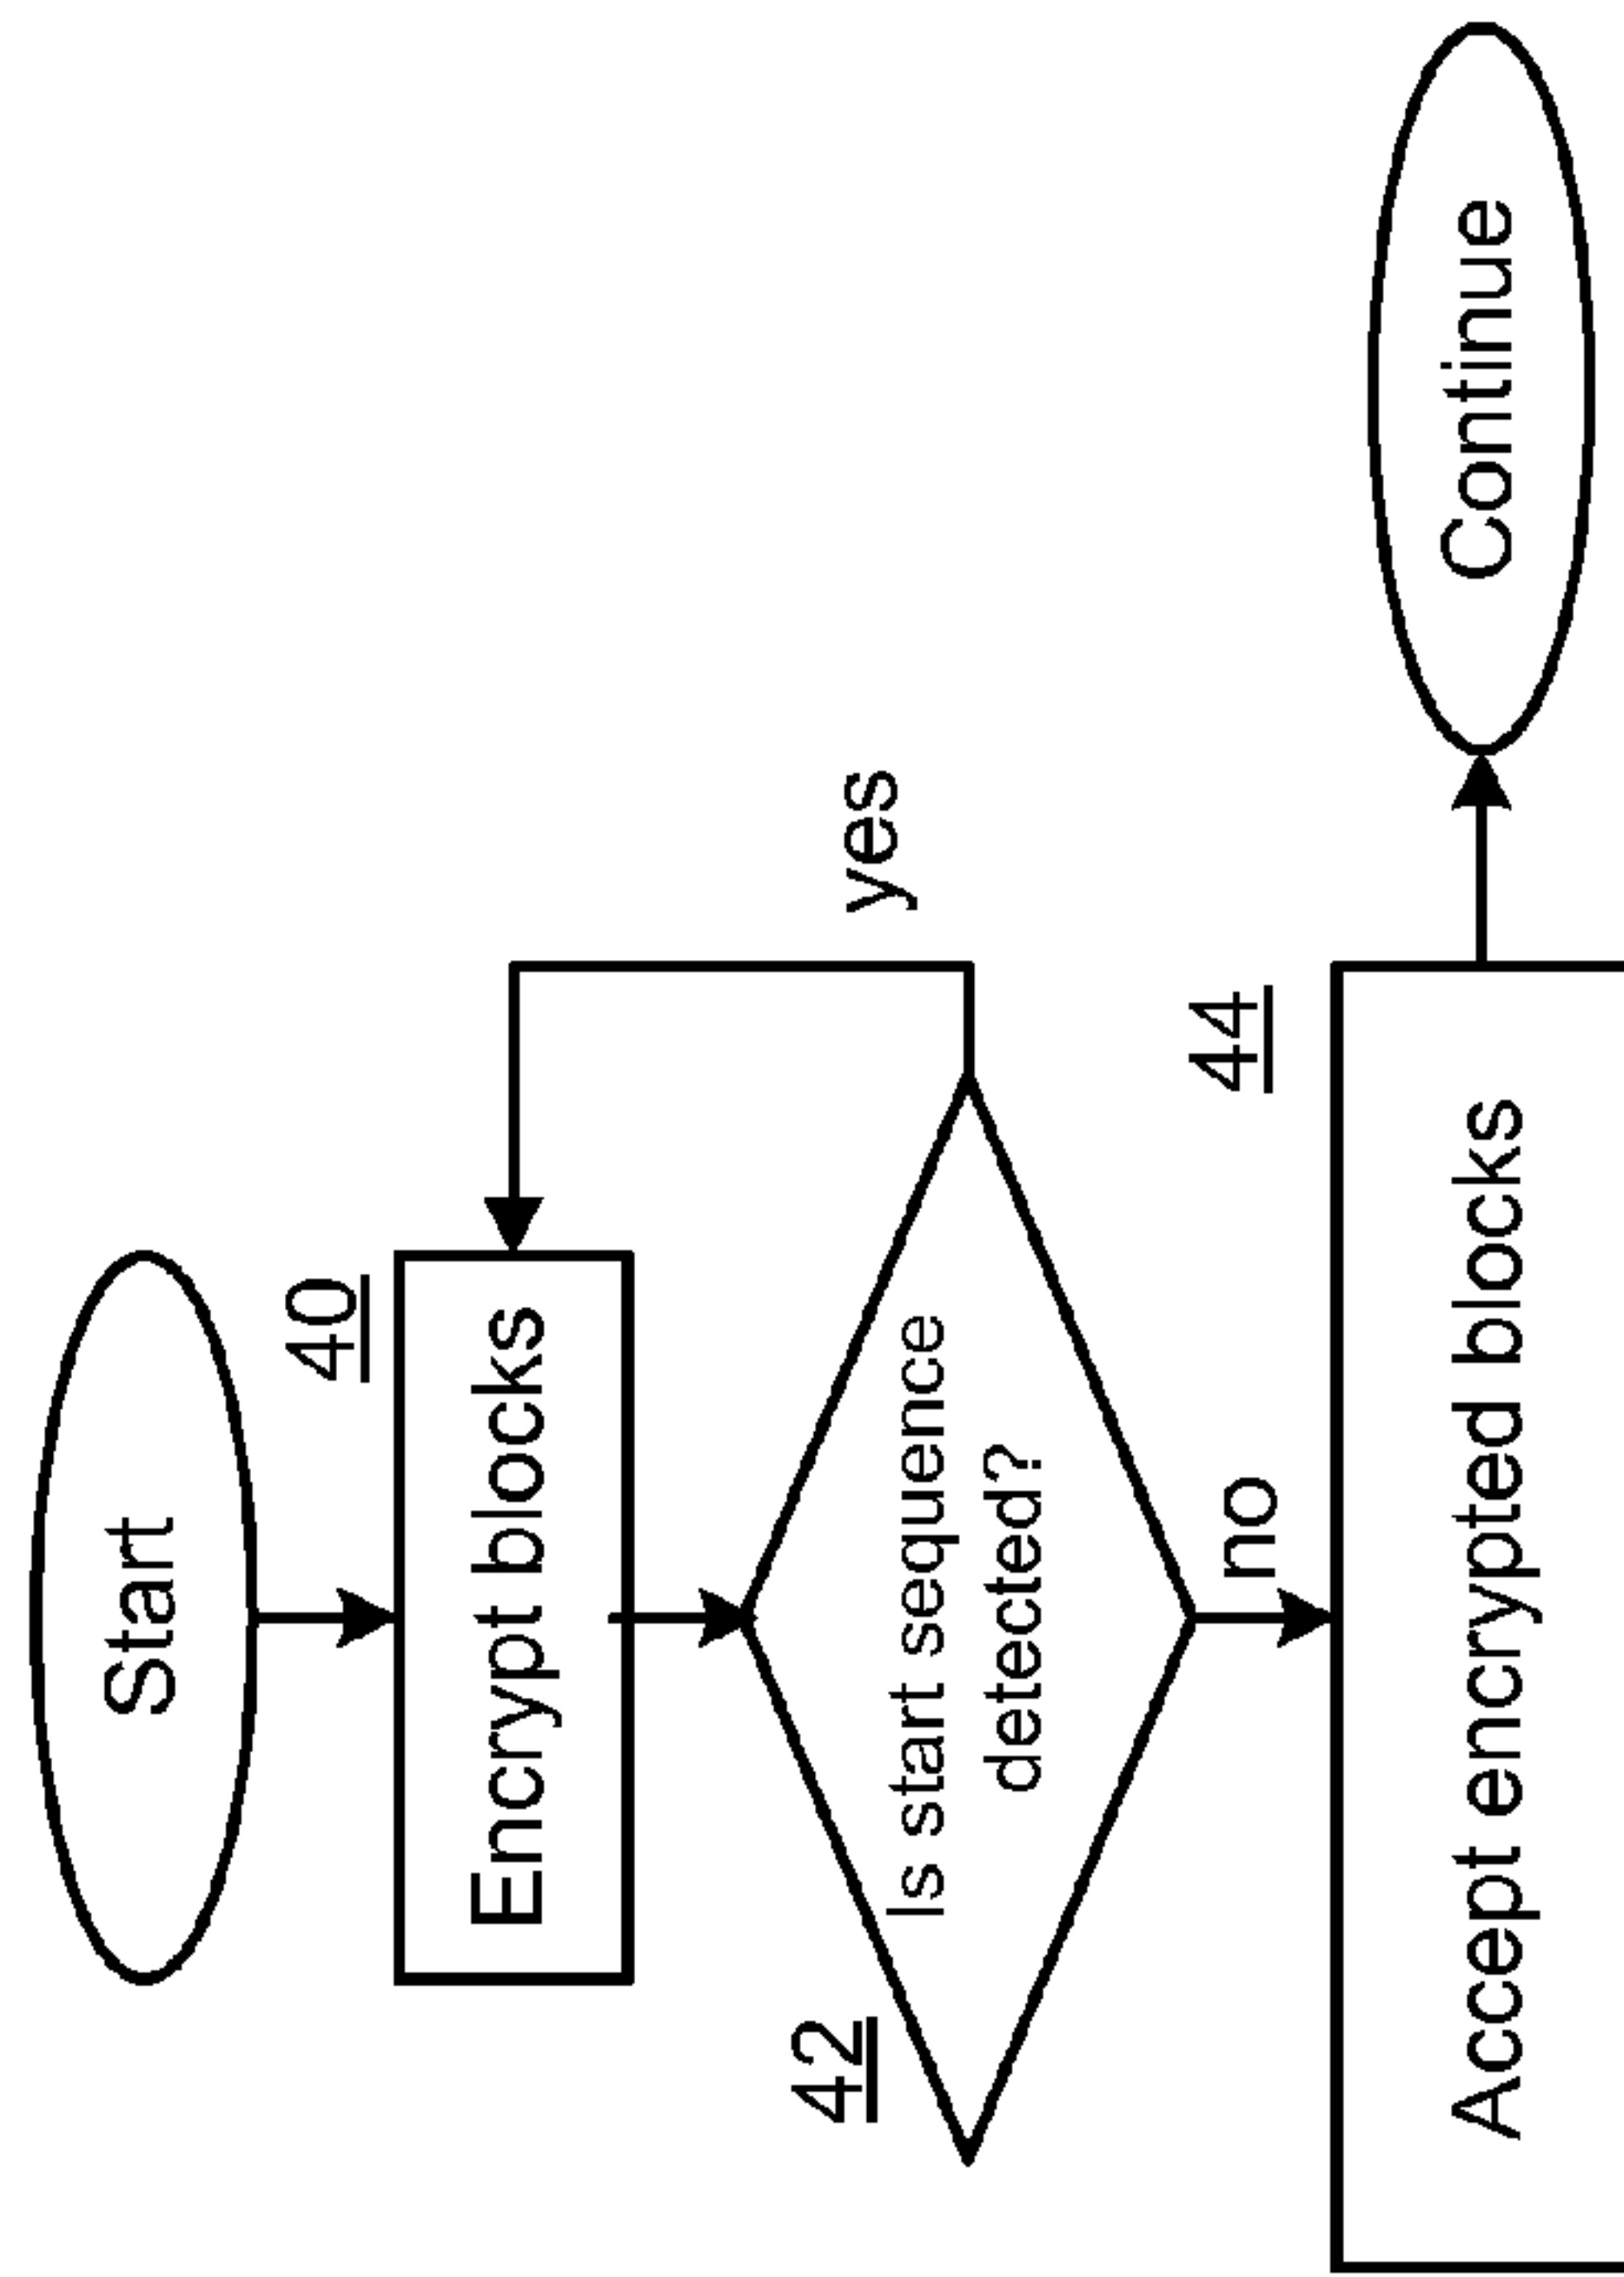 Start
40
Encrypt blocks
42
Is start sequence
detected?
yes
no
44
Accept encrypted blocks
Continue